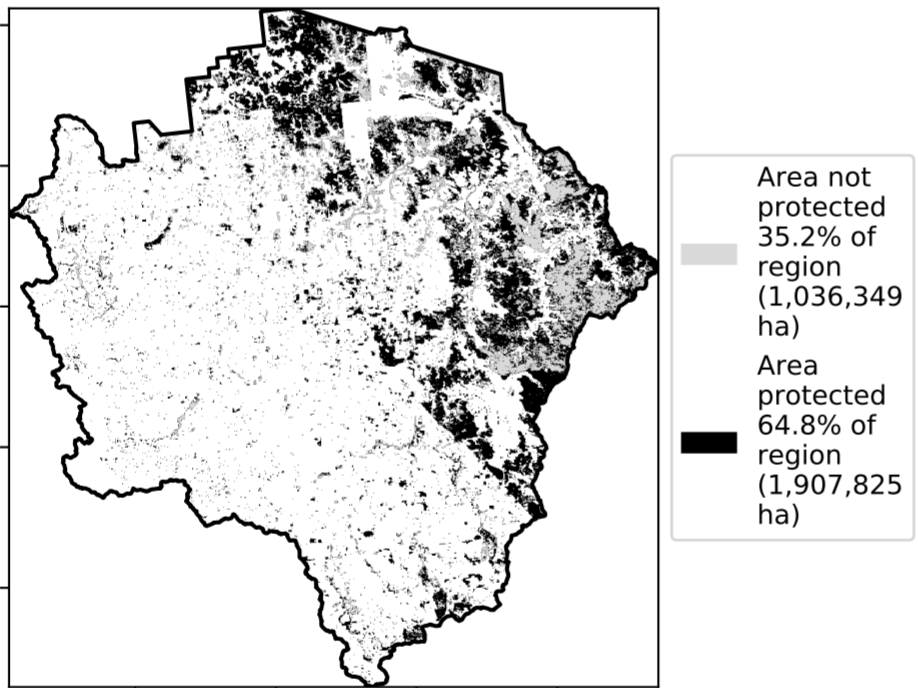 Area not
protected
35.2% of
region
(1,036,349
ha)
Area
protected
64.8% of
region
(1,907,825
ha)